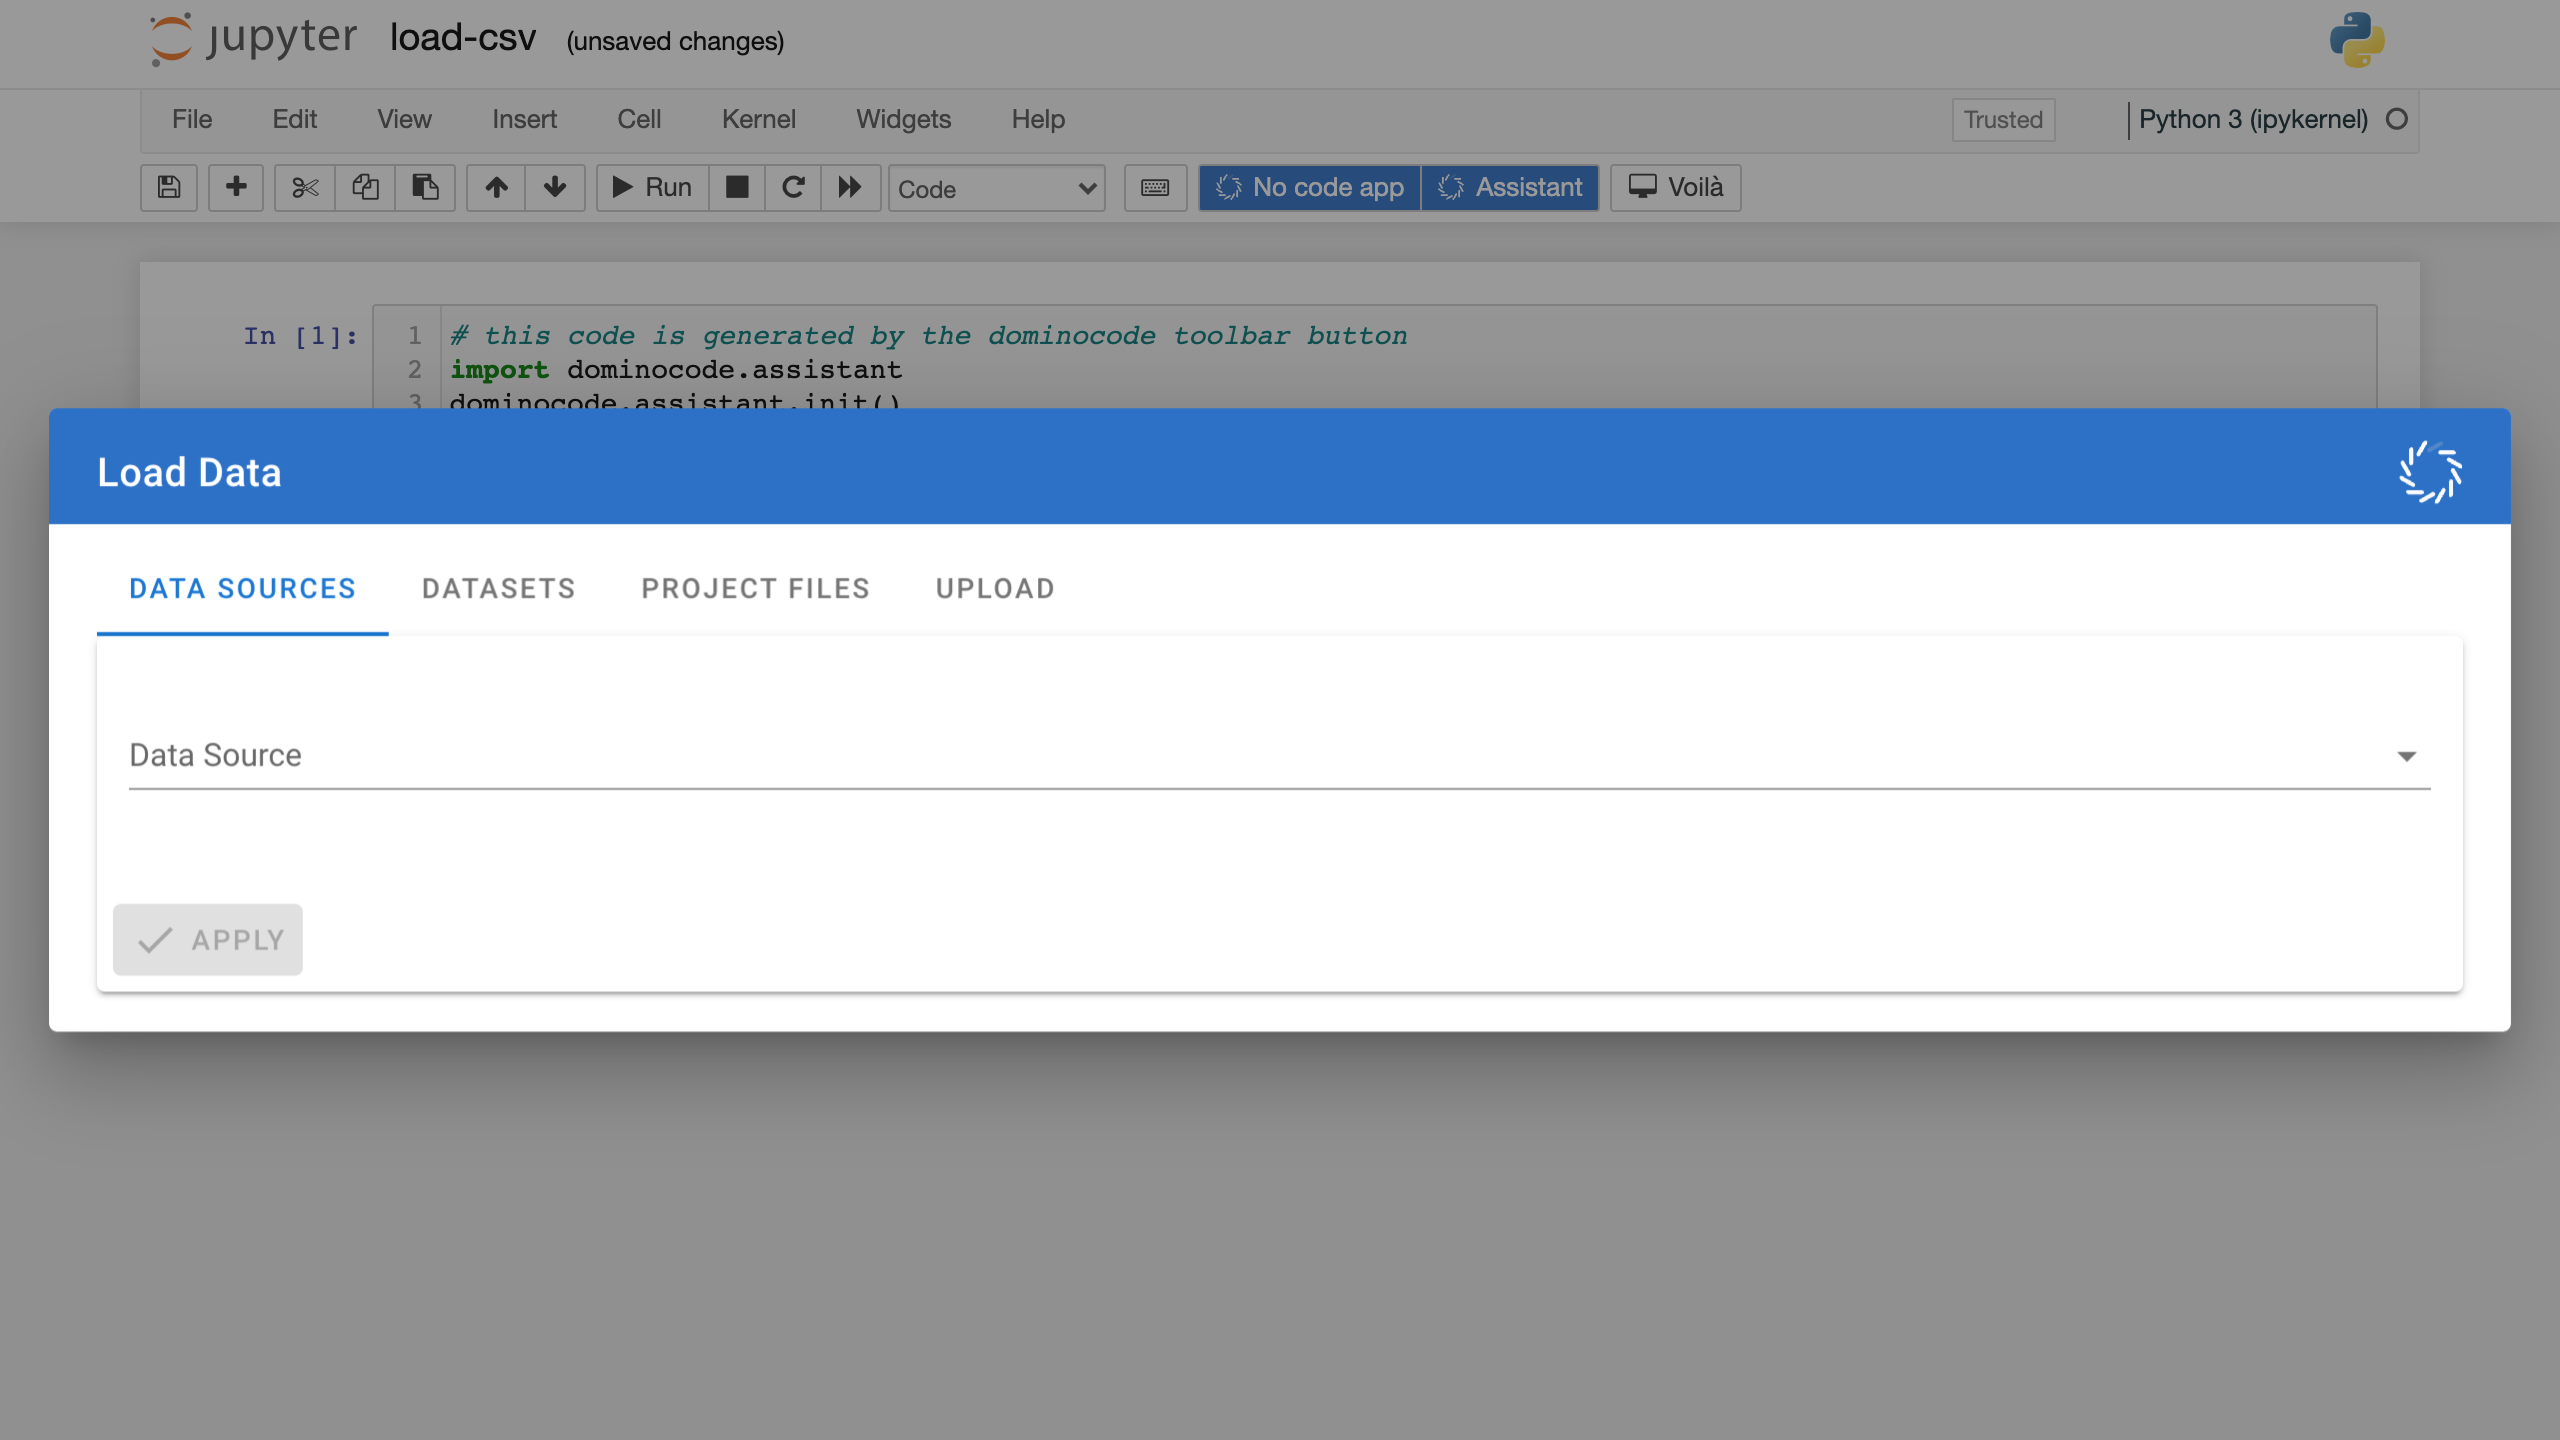 jupyter load-csv (unsaved changes)
File Edit View Insert Cell Kernel Widgets Help Trusted Python 3 (ipykernel)
Run Code No code app Assistant Voilà
In [1]: 1 # this code is generated by the dominocode toolbar button
2 import dominocode.assistant
3 dominocode.assistant.init()
Load Data
DATA SOURCES DATASETS PROJECT FILES UPLOAD
Data Source
APPLY